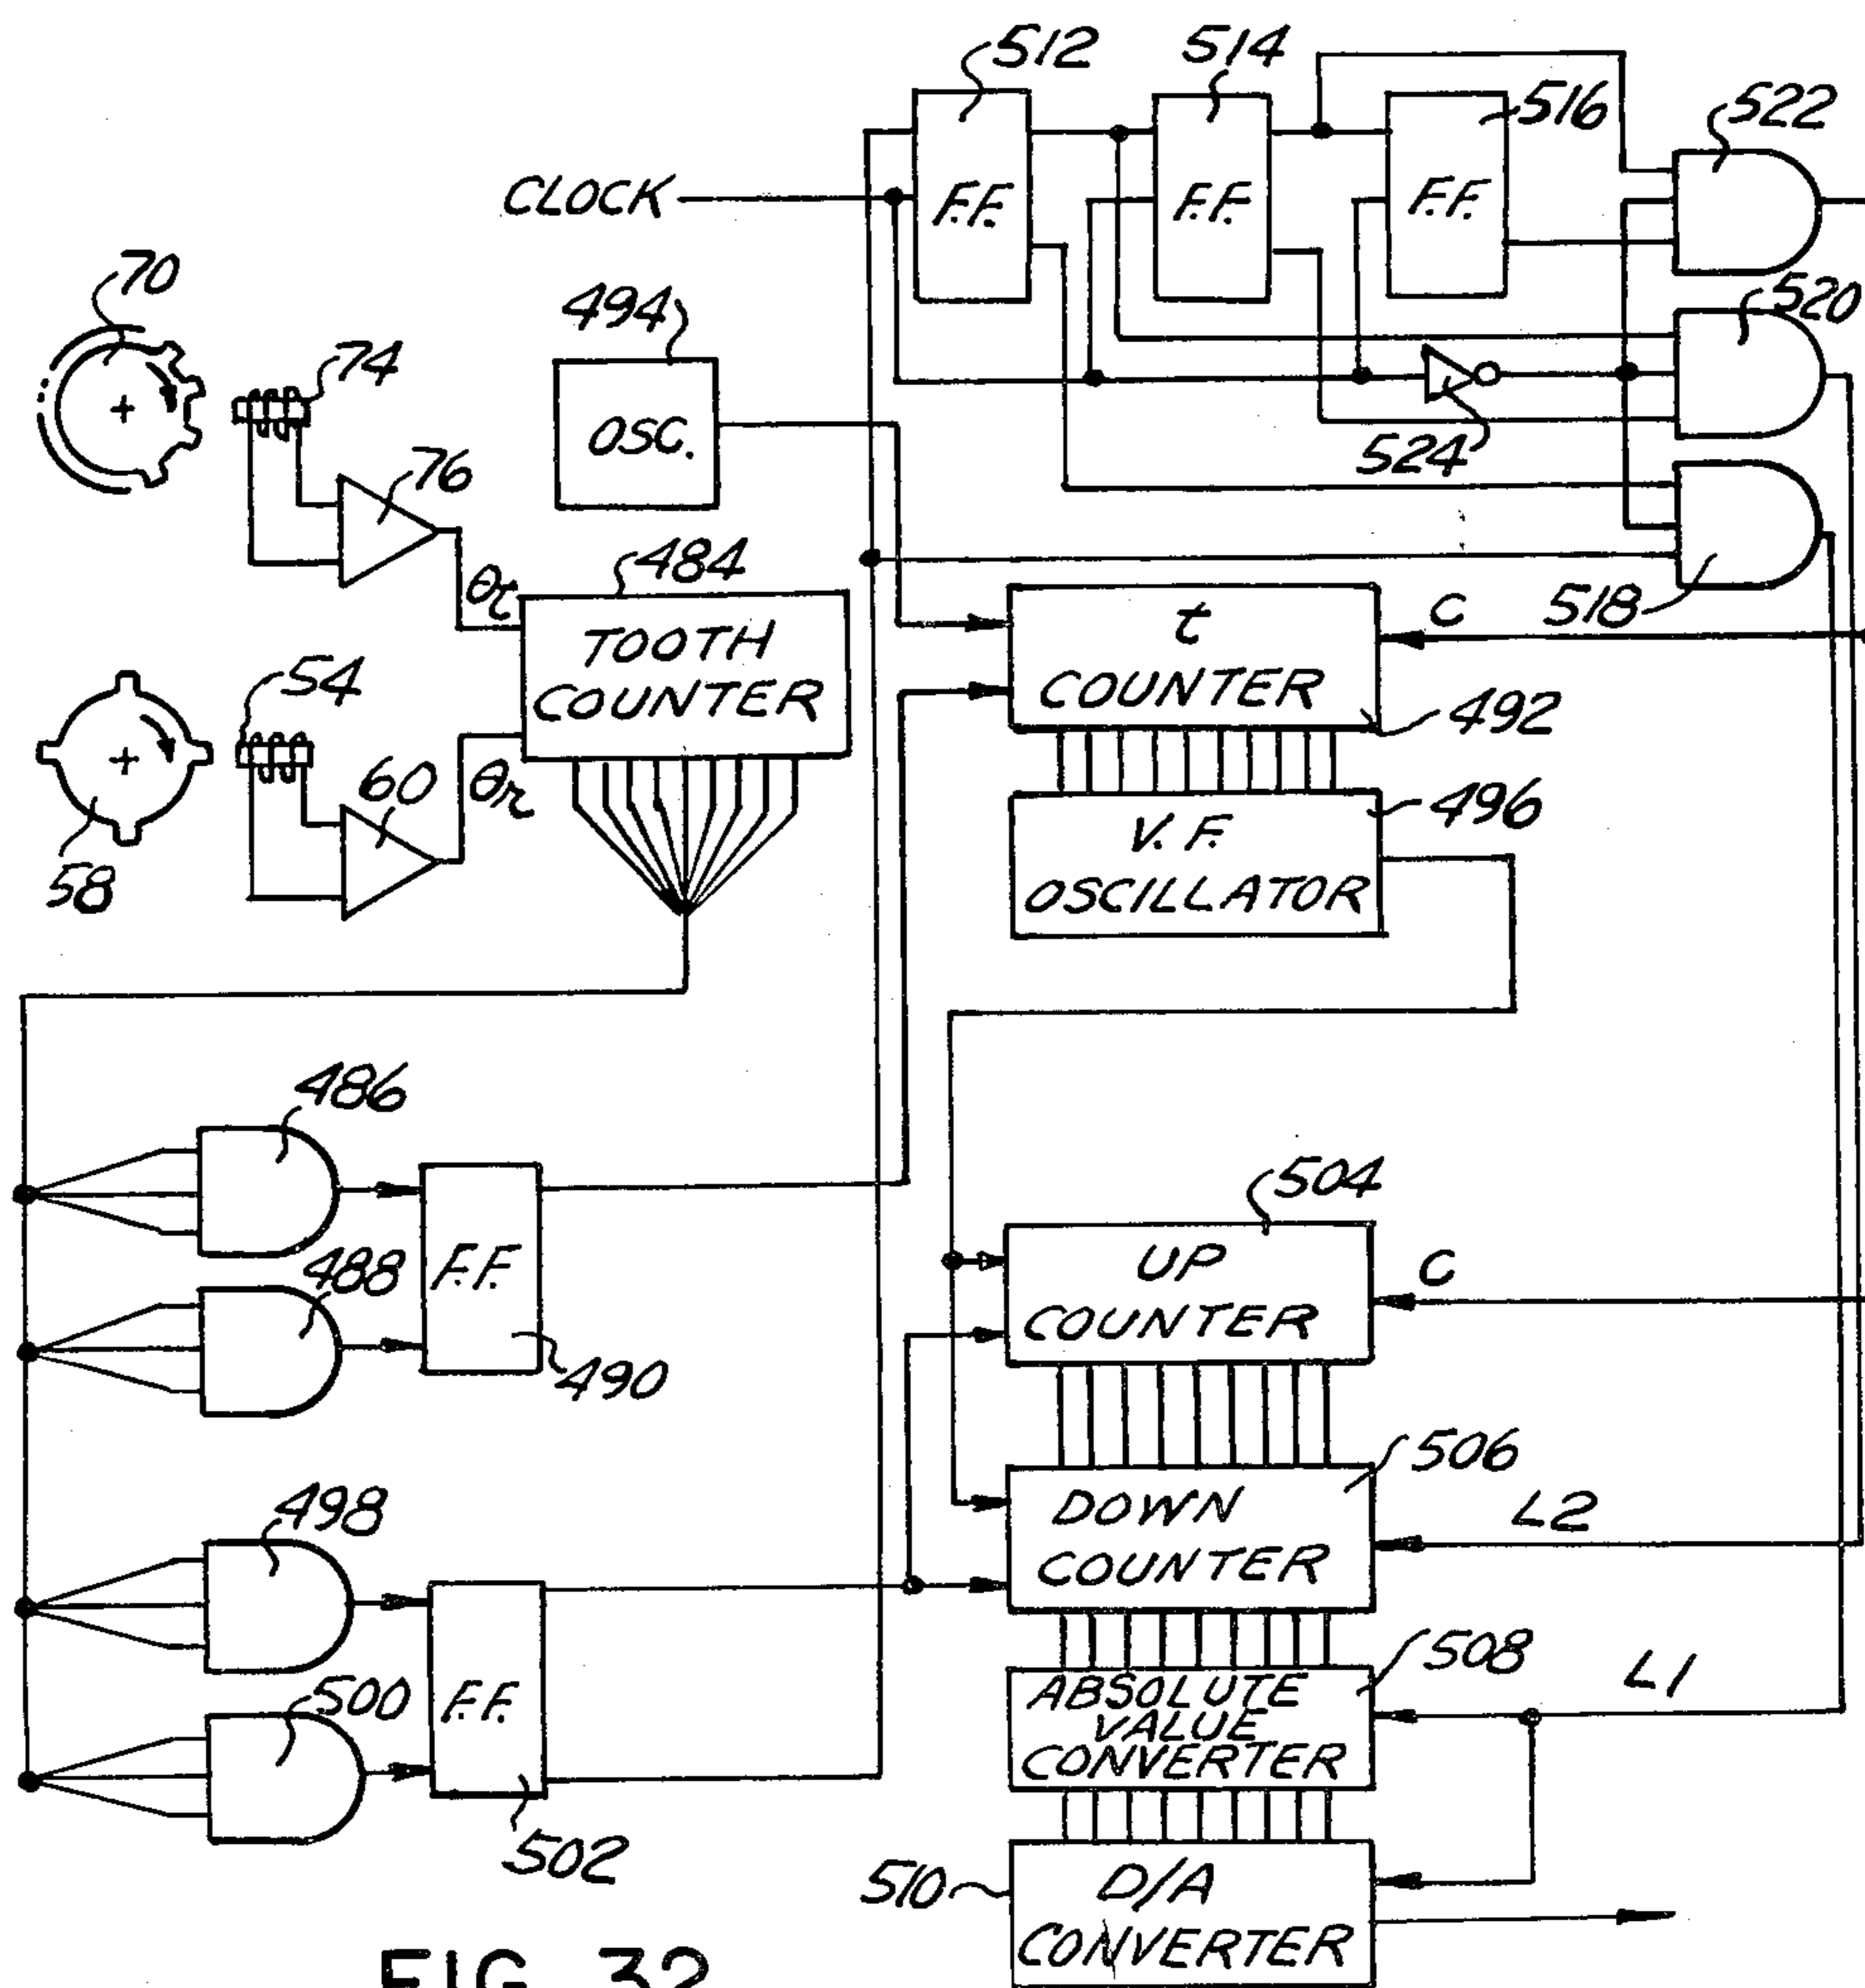 512
514
516
522
CLOCK
F.F.
F.F.
F.F.
70
494
520
74
OSC.
524
76
θr
484
518
TOOTH
COUNTER
t
COUNTER
C
492
54
60
θr
58
496
V.F.
OSCILLATOR
486
504
488
F.F.
UP
COUNTER
C
490
506
498
DOWN
COUNTER
L2
508
500
F.F.
ABSOLUTE
VALUE
CONVERTER
L1
502
510
D/A
CONVERTER
FIG. 32